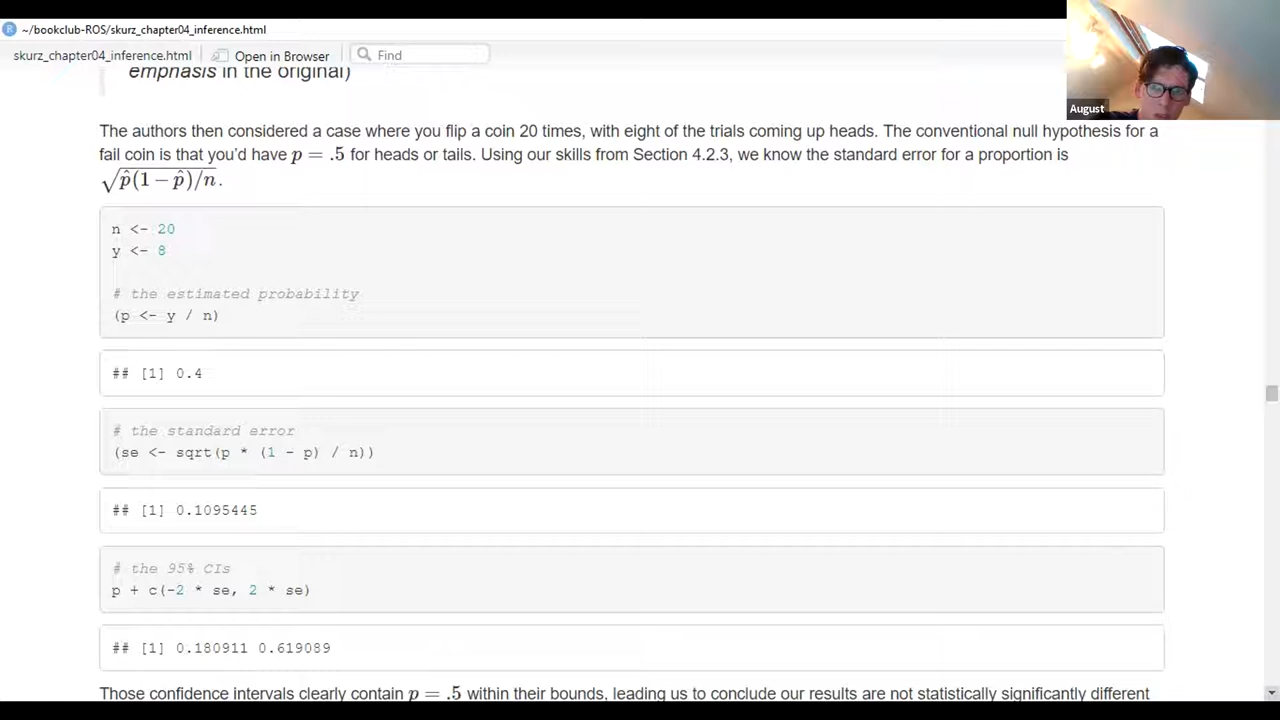 ~/bookclub-ROS/skurz_chapter04_inference.html
skurz_chapter04_inference.html
Open in Browser
Find
August
emphasis in the original)
The authors then considered a case where you flip a coin 20 times, with eight of the trials coming up heads. The conventional null hypothesis for a
fail coin is that you'd have p = .5 for heads or tails. Using our skills from Section 4.2.3, we know the standard error for a proportion is
√p̂(1 − p̂)/n.
n <- 20
y <- 8
# the estimated probability
(p <- y / n)
## [1] 0.4
# the standard error
(se <- sqrt(p * (1 - p) / n))
## [1] 0.1095445
# the 95% CIs
p + c(-2 * se, 2 * se)
## [1] 0.180911 0.619089
Those confidence intervals clearly contain p = .5 within their bounds, leading us to conclude our results are not statistically significantly different